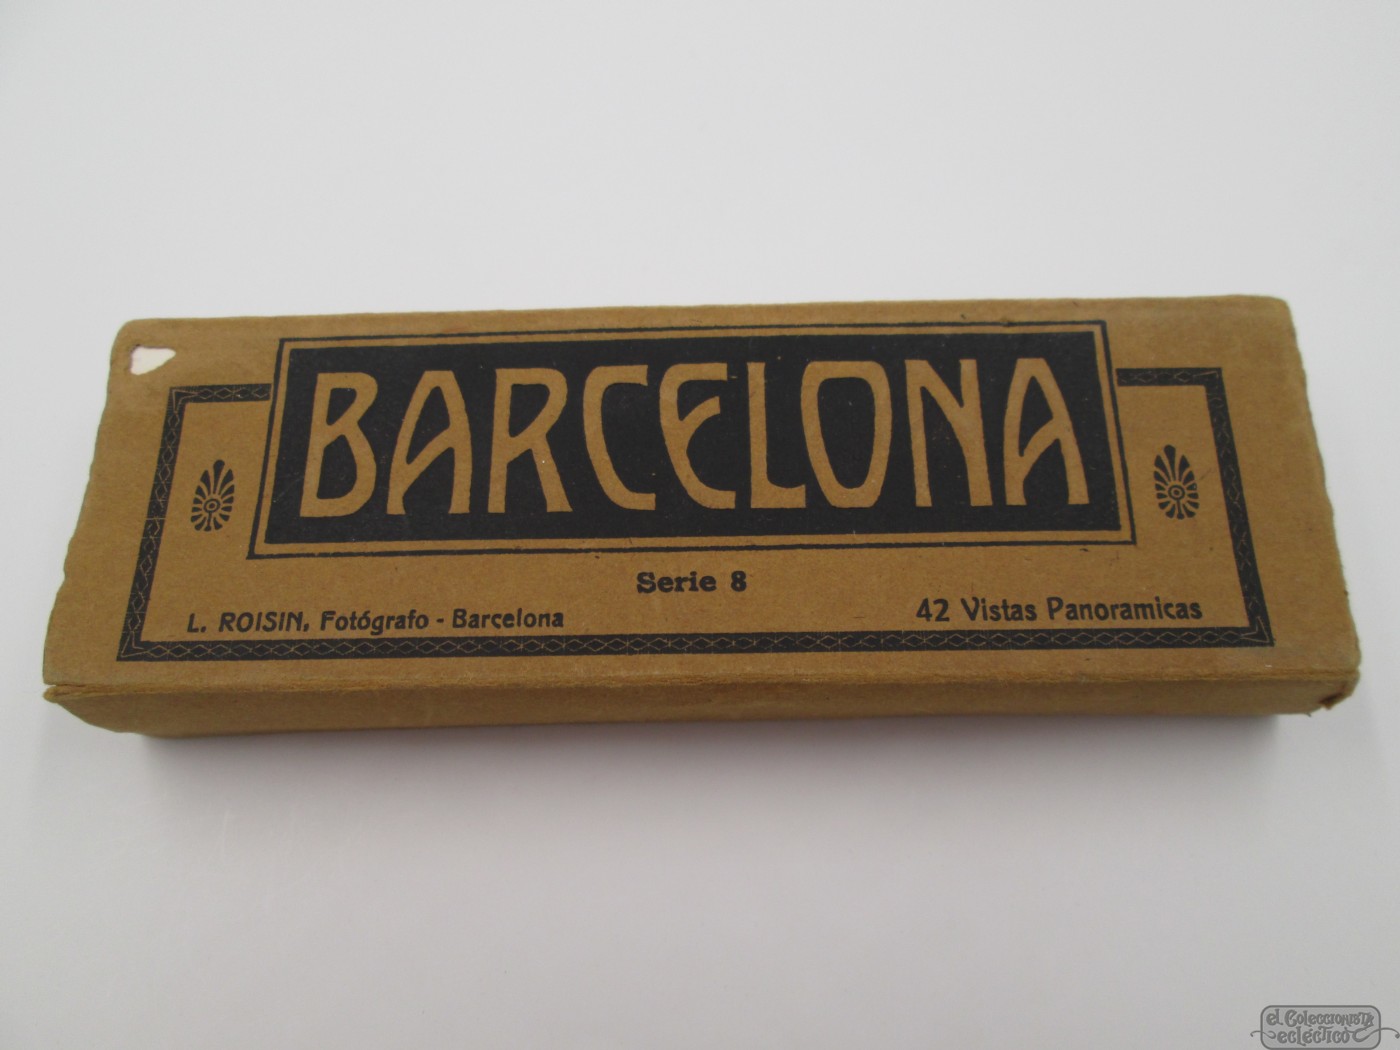 BARCELONA
Serie 8
L. ROISIN, Fotógrafo - Barcelona
42 Vistas Panoramicas
el Coleccionista
ecléctico